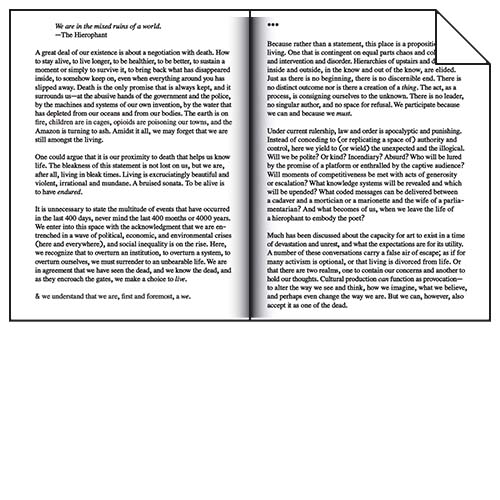 We are in the mixed ruins of a world.
—The Hierophant
A great deal of our existence is about a negotiation with death. How
to stay alive, to live longer, to be healthier, to be better, to sustain a
moment or simply to survive it, to bring back what has disappeared
inside, to somehow keep on, even when everything around you has
slipped away. Death is the only promise that is always kept, and it
surrounds us—at the abusive hands of the government and the police,
by the machines and systems of our own invention, by the water that
has depleted from our oceans and from our bodies. The earth is on
fire, children are in cages, opioids are poisoning our towns, and the
Amazon is turning to ash. Amidst it all, we may forget that we are
still amongst the living.
One could argue that it is our proximity to death that helps us know
life. The bleakness of this statement is not lost on us, but we are,
after all, living in bleak times. Living is excruciatingly beautiful and
violent, irrational and mundane. A bruised sonata. To be alive is
to have endured.
It is unnecessary to state the multitude of events that have occurred
in the last 400 days, never mind the last 400 months or 4000 years.
We enter into this space with the acknowledgment that we are en-
trenched in a wave of political, economic, and environmental crises
(here and everywhere), and social inequality is on the rise. Here,
we recognize that to overturn an institution, to overturn a system, to
overturn ourselves, we must surrender to an unbearable life. We are
in agreement that we have seen the dead, and we know the dead, and
as they encroach the gates, we make a choice to live.
& we understand that we are, first and foremost, a we.
•••
Because rather than a statement, this place is a propositio
living. One that is contingent on equal parts chaos and col
and intervention and disorder. Hierarchies of upstairs and d
inside and outside, in the know and out of the know, are elided.
Just as there is no beginning, there is no discernible end. There is
no distinct outcome nor is there a creation of a thing. The act, as a
process, is consigning ourselves to the unknown. There is no leader,
no singular author, and no space for refusal. We participate because
we can and because we must.
Under current rulership, law and order is apocalyptic and punishing.
Instead of conceding to (or replicating a space of) authority and
control, here we yield to (or wield) the unexpected and the illogical.
Will we be polite? Or kind? Incendiary? Absurd? Who will be lured
by the promise of a platform or enthralled by the captive audience?
Will moments of competitiveness be met with acts of generosity
or escalation? What knowledge systems will be revealed and which
will be upended? What coded messages can be delivered between
a cadaver and a mortician or a marionette and the wife of a parlia-
mentarian? And what becomes of us, when we leave the life of
a hierophant to embody the poet?
Much has been discussed about the capacity for art to exist in a time
of devastation and unrest, and what the expectations are for its utility.
A number of these conversations carry a false air of escape; as if for
many activism is optional, or that living is divorced from life. Or
that there are two realms, one to contain our concerns and another to
hold our thoughts. Cultural production can function as provocation—
to alter the way we see and think, how we imagine, what we believe,
and perhaps even change the way we are. But we can, however, also
accept it as one of the dead.